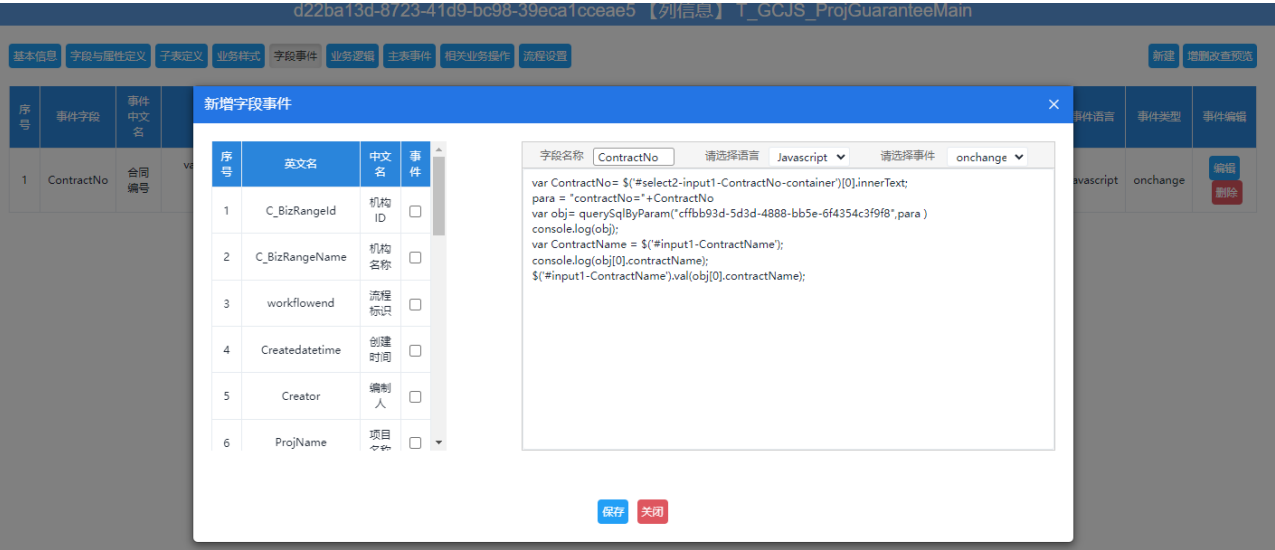 d22ba13d-8723-41d9-bc98-39eca1cceae5 【列信息】 T_GCJS_ProjGuaranteeMain
基本信息 字段与属性定义 子表定义 业务样式 字段事件 业务逻辑 主表事件 相关业务操作 流程设置 新建 增删改查预览
序号 事件字段 事件中文名 事件语言 事件类型 事件编辑
1 ContractNo 合同编号 va avascript onchange 编辑 删除
新增字段事件 ×
序号 英文名 中文名 事件
1 C_BizRangeId 机构ID
2 C_BizRangeName 机构名称
3 workflowend 流程标识
4 Createdatetime 创建时间
5 Creator 编制人
6 ProjName 项目名称
字段名称 ContractNo 请选择语言 Javascript 请选择事件 onchange
var ContractNo= $('#select2-input1-ContractNo-container')[0].innerText;
para = "contractNo="+ContractNo
var obj= querySqlByParam("cffbb93d-5d3d-4888-bb5e-6f4354c3f9f8",para )
console.log(obj);
var ContractName = $('#input1-ContractName');
console.log(obj[0].contractName);
$('#input1-ContractName').val(obj[0].contractName);
保存 关闭